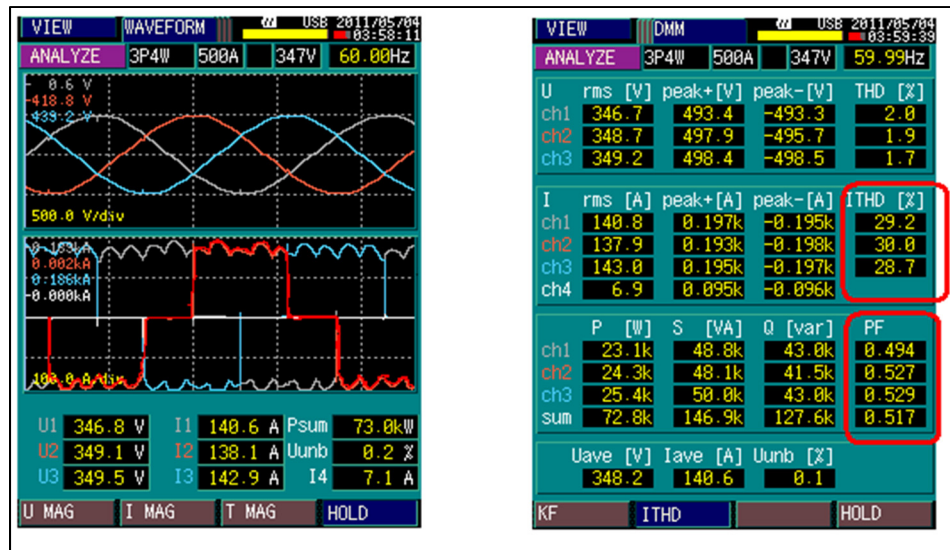 VIEW WAVEFORM USB 2011/05/04
03:58:11
ANALYZE 3P4W 500A 347V 60.00Hz
0.6 V
-418.8 V
439.2 V
500.0 V/div
0.002kA
0.186kA
-0.000kA
100.0 A/div
U1 346.8 V I1 140.6 A Psum 73.0kW
U2 349.1 V I2 138.1 A Uunb 0.2 %
U3 349.5 V I3 142.9 A I4 7.1 A
U MAG I MAG T MAG HOLD
VIEW DMM USB 2011/05/04
03:59:39
ANALYZE 3P4W 500A 347V 59.99Hz
U rms [V] peak+[V] peak-[V] THD [%]
ch1 346.7 493.4 -493.3 2.0
ch2 348.7 497.9 -495.7 1.9
ch3 349.2 498.4 -498.5 1.7
I rms [A] peak+[A] peak-[A] ITHD [%]
ch1 140.8 0.197k -0.195k 29.2
ch2 137.9 0.193k -0.198k 30.0
ch3 143.0 0.195k -0.197k 28.7
ch4 6.9 0.095k -0.096k
P [W] S [VA] Q [var] PF
ch1 23.1k 48.8k 43.0k 0.494
ch2 24.3k 48.1k 41.5k 0.527
ch3 25.4k 50.0k 43.0k 0.529
sum 72.8k 146.9k 127.6k 0.517
Uave [V] Iave [A] Uunb [%]
348.2 140.6 0.1
KF ITHD HOLD